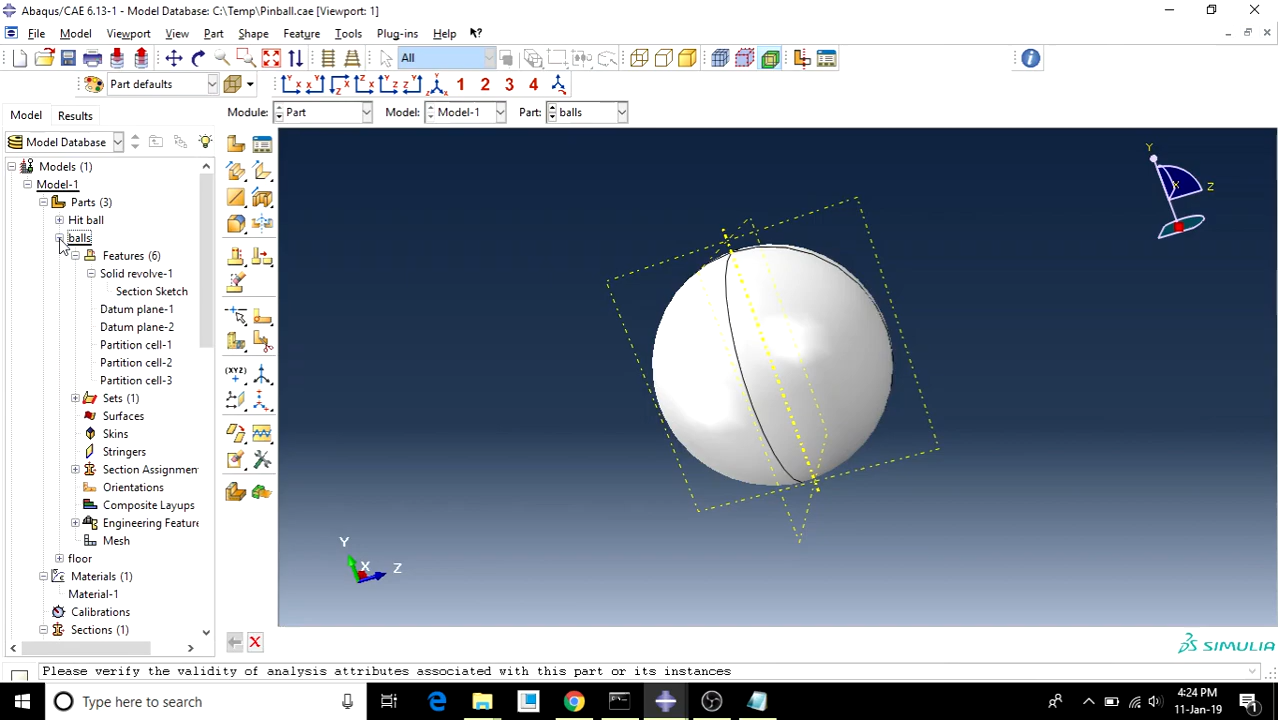 Abaqus/CAE 6.13-1 - Model Database: C:\Temp\Pinball.cae [Viewport: 1]
File Model Viewport View Part Shape Feature Tools Plug-ins Help
All
Part defaults
1 2 3 4
Model Results
Module: Part Model: Model-1 Part: balls
Model Database
Models (1)
Model-1
Parts (3)
Hit ball
balls
Features (6)
Solid revolve-1
Section Sketch
Datum plane-1
Datum plane-2
Partition cell-1
Partition cell-2
Partition cell-3
Sets (1)
Surfaces
Skins
Stringers
Section Assignmen
Orientations
Composite Layups
Engineering Feature
Mesh
floor
Materials (1)
Material-1
Calibrations
Sections (1)
(XYZ)
Y
X
Z
Y
X
Z
SIMULIA
Please verify the validity of analysis attributes associated with this part or its instances
Type here to search
4:24 PM
11-Jan-19
1